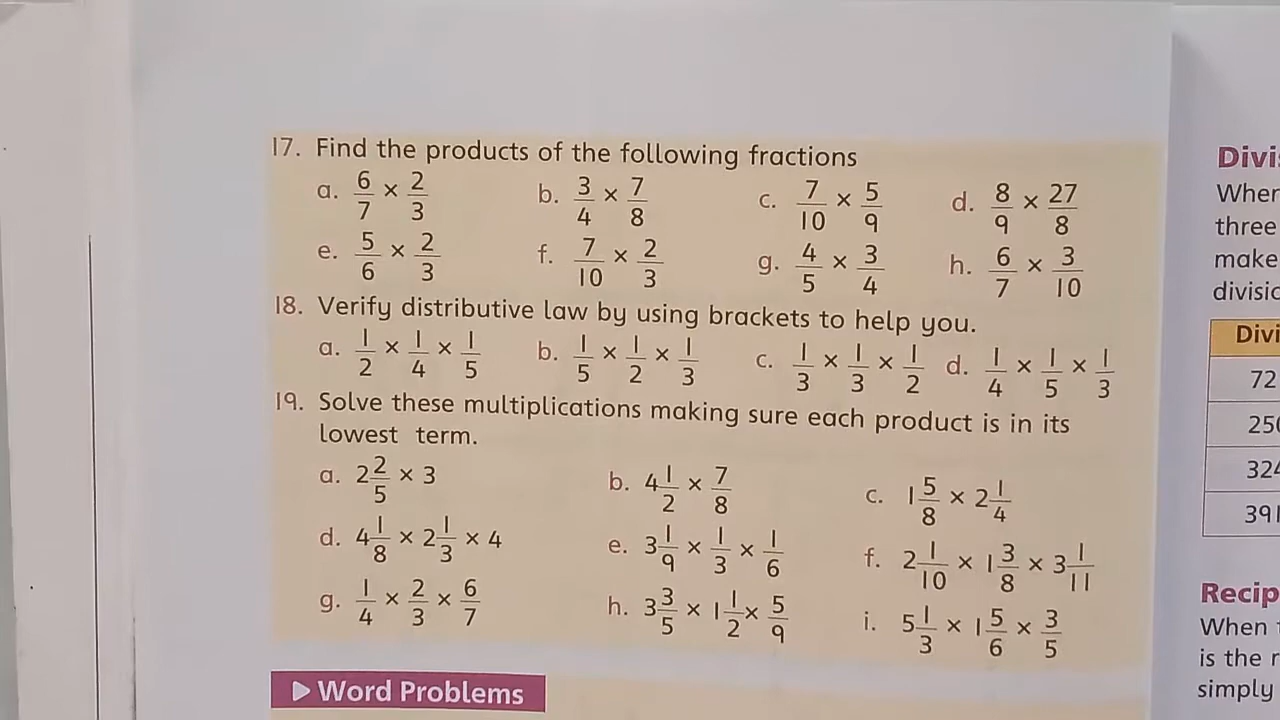 17. Find the products of the following fractions
a. 6/7 × 2/3 b. 3/4 × 7/8 c. 7/10 × 5/9 d. 8/9 × 27/8
e. 5/6 × 2/3 f. 7/10 × 2/3 g. 4/5 × 3/4 h. 6/7 × 3/10
18. Verify distributive law by using brackets to help you.
a. 1/2 × 1/4 × 1/5 b. 1/5 × 1/2 × 1/3 c. 1/3 × 1/3 × 1/2 d. 1/4 × 1/5 × 1/3
19. Solve these multiplications making sure each product is in its
lowest term.
a. 2 2/5 × 3 b. 4 1/2 × 7/8 c. 1 5/8 × 2 1/4
d. 4 1/8 × 2 1/3 × 4 e. 3 1/9 × 1/3 × 1/6 f. 2 1/10 × 1 3/8 × 3 1/11
g. 1/4 × 2/3 × 6/7 h. 3 3/5 × 1 1/2 × 5/9 i. 5 1/3 × 1 5/6 × 3/5
▶ Word Problems
three
make
72
When
is the
simply